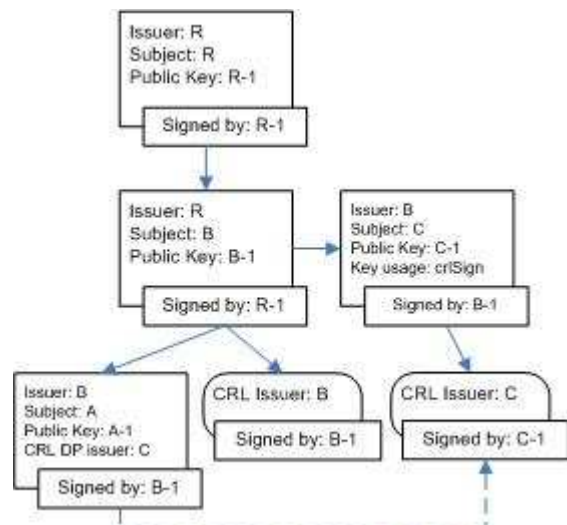 Issuer: R
Subject: R
Public Key: R-1
Signed by: R-1
Issuer: R
Subject: B
Public Key: B-1
Signed by: R-1
Issuer: B
Subject: C
Public Key: C-1
Key usage: crlSign
Signed by: B-1
Issuer: B
Subject: A
Public Key: A-1
CRL DP issuer: C
Signed by: B-1
CRL Issuer: B
Signed by: B-1
CRL Issuer: C
Signed by: C-1